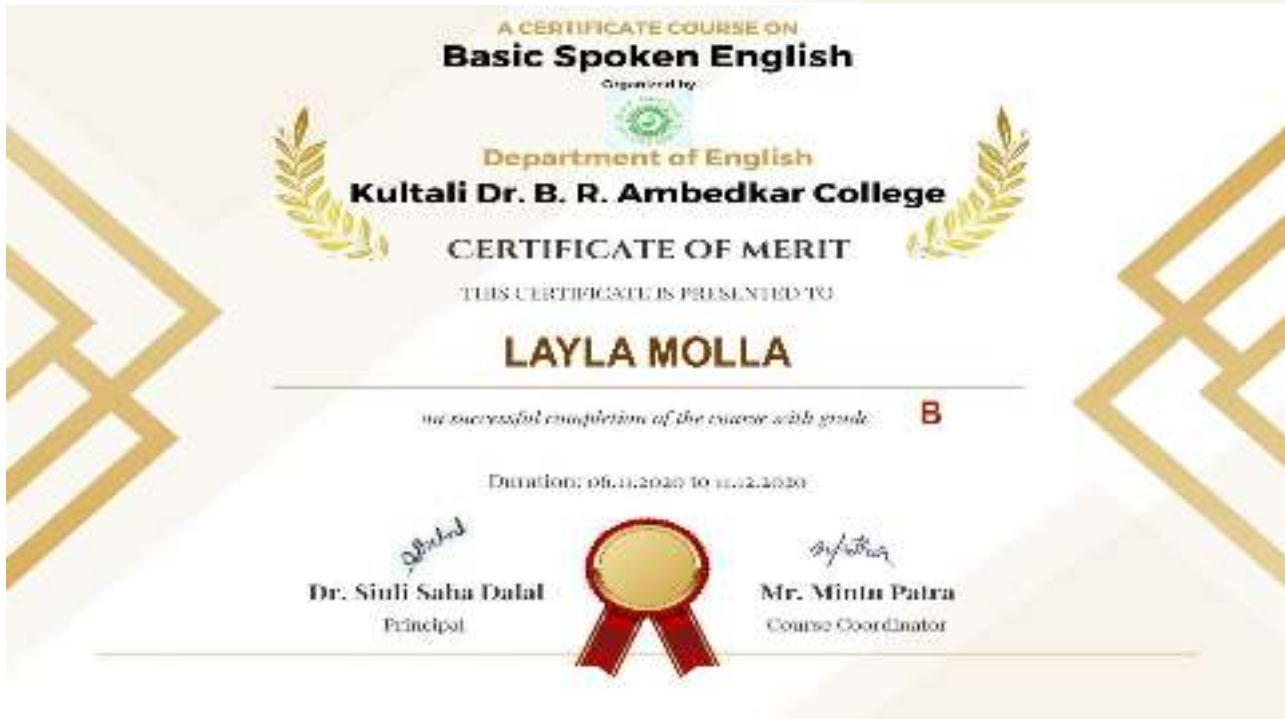 A CERTIFICATE COURSE ON
Basic Spoken English
Organized by
Department of English
Kultali Dr. B. R. Ambedkar College
CERTIFICATE OF MERIT
THIS CERTIFICATE IS PRESENTED TO
LAYLA MOLLA
on successful completion of the course with grade B
Duration: 06.11.2020 to 11.12.2020
Dr. Siuli Saha Dalal Mr. Mintu Patra
Principal Course Coordinator